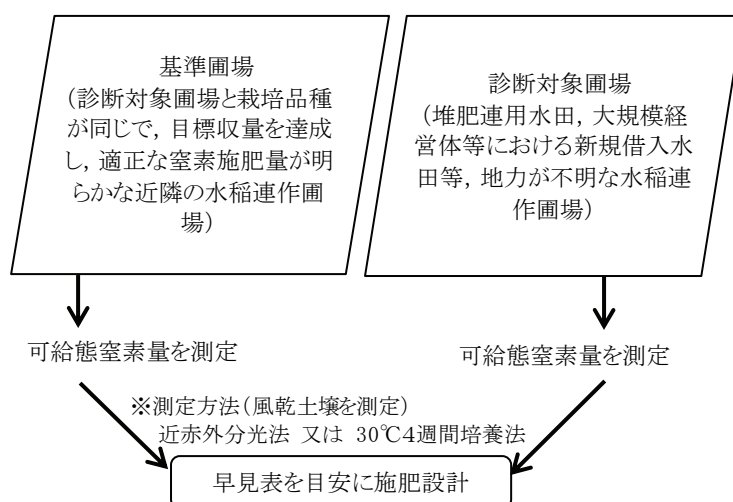 基準圃場
(診断対象圃場と栽培品種
が同じで，目標収量を達成
し，適正な窒素施肥量が明
らかな近隣の水稲連作圃
場)
診断対象圃場
(堆肥連用水田，大規模経
営体等における新規借入水
田等，地力が不明な水稲連
作圃場)
可給態窒素量を測定
可給態窒素量を測定
※測定方法(風乾土壌を測定)
近赤外分光法 又は 30℃4週間培養法
早見表を目安に施肥設計